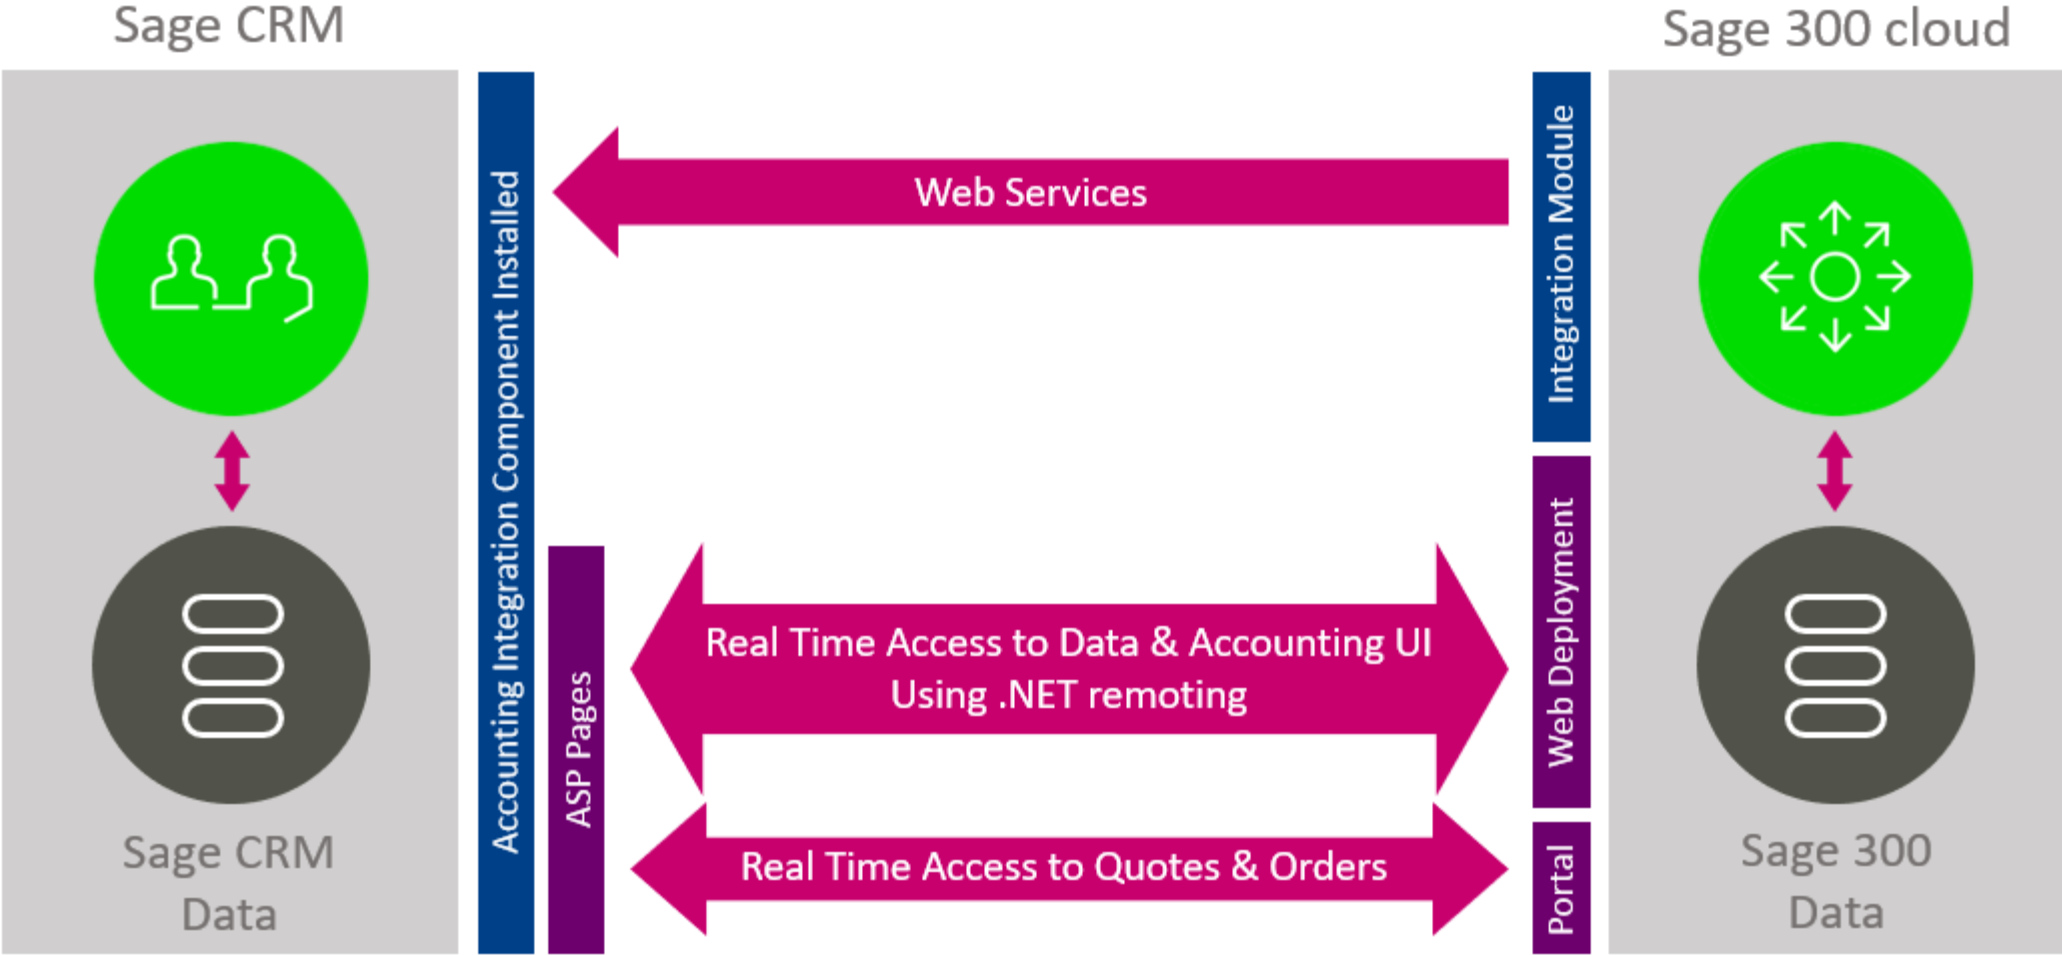 Sage CRM
Sage 300 cloud
Accounting Integration Component Installed
Web Services
Integration Module
Real Time Access to Data & Accounting UI
Using .NET remoting
Web Deployment
ASP Pages
Real Time Access to Quotes & Orders
Portal
Sage CRM
Data
Sage 300
Data